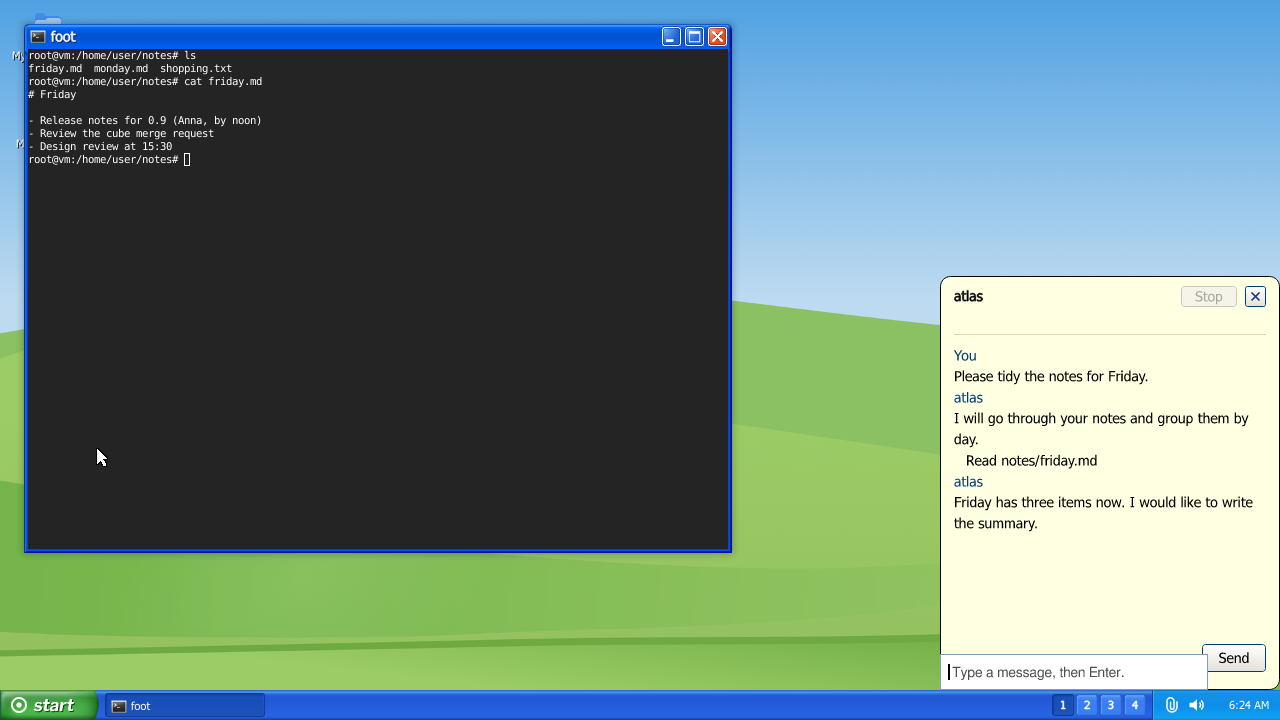 foot
root@vm:/home/user/notes# ls
friday.md  monday.md  shopping.txt
root@vm:/home/user/notes# cat friday.md
# Friday
- Release notes for 0.9 (Anna, by noon)
- Review the cube merge request
- Design review at 15:30
root@vm:/home/user/notes#
atlas
Stop
You
Please tidy the notes for Friday.
atlas
I will go through your notes and group them by
day.
Read notes/friday.md
atlas
Friday has three items now. I would like to write
the summary.
Send
Type a message, then Enter.
start
foot
1 2 3 4
6:24 AM